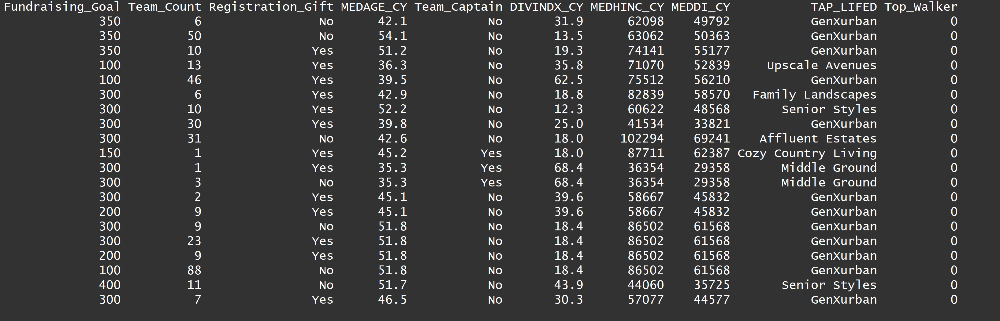 Fundraising_Goal Team_Count Registration_Gift MEDAGE_CY Team_Captain DIVINDX_CY MEDHINC_CY MEDDI_CY TAP_LIFED Top_Walker
350 6 No 42.1 No 31.9 62098 49792 GenXurban 0
350 50 No 54.1 No 13.5 63062 50363 GenXurban 0
350 10 Yes 51.2 No 19.3 74141 55177 GenXurban 0
100 13 Yes 36.3 No 35.8 71070 52839 Upscale Avenues 0
100 46 Yes 39.5 No 62.5 75512 56210 GenXurban 0
300 6 Yes 42.9 No 18.8 82839 58570 Family Landscapes 0
300 10 Yes 52.2 No 12.3 60622 48568 Senior Styles 0
300 30 Yes 39.8 No 25.0 41534 33821 GenXurban 0
300 31 No 42.6 No 18.0 102294 69241 Affluent Estates 0
150 1 Yes 45.2 Yes 18.0 87711 62387 Cozy Country Living 0
300 1 Yes 35.3 Yes 68.4 36354 29358 Middle Ground 0
300 3 No 35.3 Yes 68.4 36354 29358 Middle Ground 0
300 2 Yes 45.1 No 39.6 58667 45832 GenXurban 0
200 9 Yes 45.1 No 39.6 58667 45832 GenXurban 0
300 9 No 51.8 No 18.4 86502 61568 GenXurban 0
300 23 Yes 51.8 No 18.4 86502 61568 GenXurban 0
200 9 Yes 51.8 No 18.4 86502 61568 GenXurban 0
100 88 No 51.8 No 18.4 86502 61568 GenXurban 0
400 11 No 51.7 No 43.9 44060 35725 Senior Styles 0
300 7 Yes 46.5 No 30.3 57077 44577 GenXurban 0